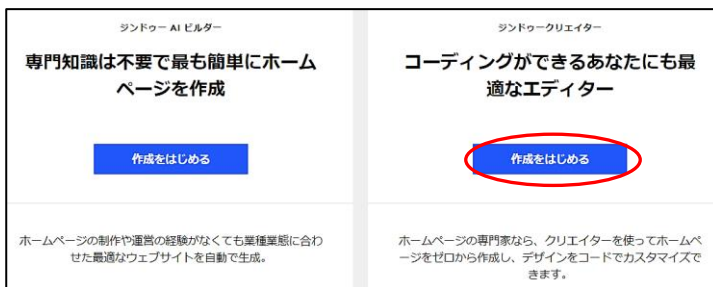 ジンドゥー AI ビルダー
専門知識は不要で最も簡単にホーム
ページを作成
作成をはじめる
ホームページの制作や運営の経験がなくても業種業態に合わ
せた最適なウェブサイトを自動で生成。
ジンドゥークリエイター
コーディングができるあなたにも最
適なエディター
作成をはじめる
ホームページの専門家なら、クリエイターを使ってホームペ
ージをゼロから作成し、デザインをコードでカスタマイズで
きます。